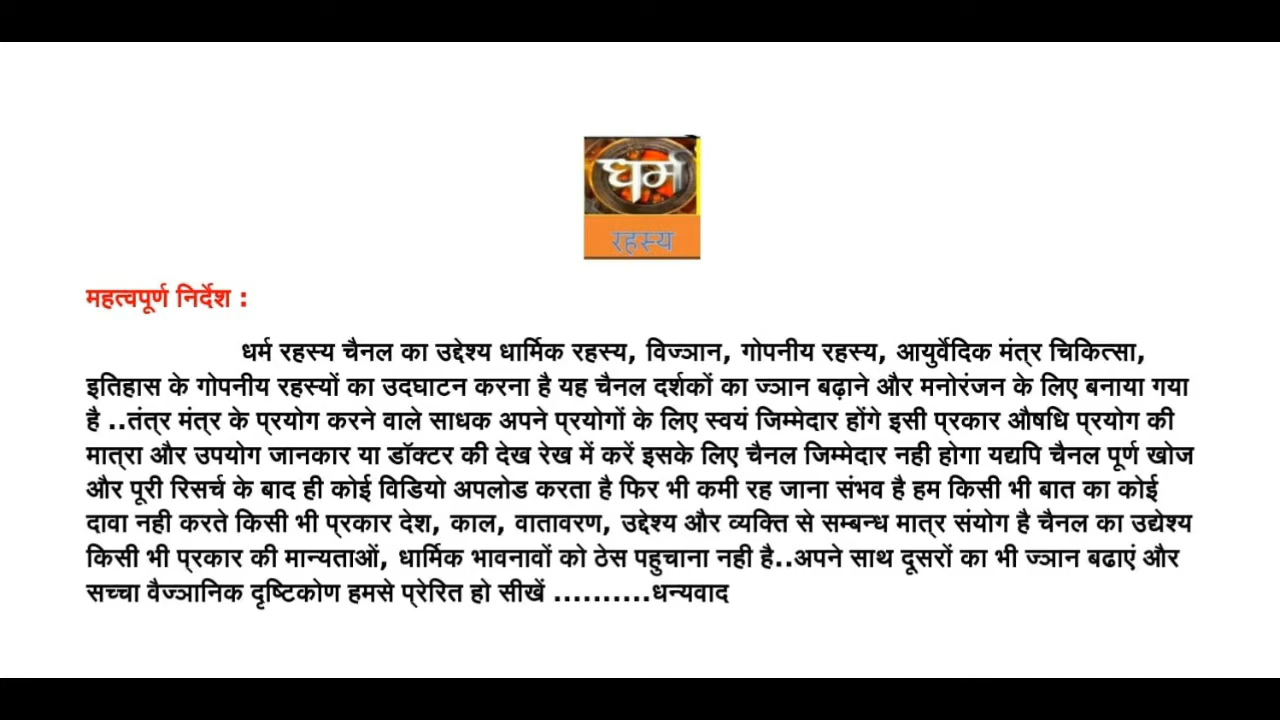 धर्म
रहस्य
महत्वपूर्ण निर्देश :
धर्म रहस्य चैनल का उद्देश्य धार्मिक रहस्य, विज्ञान, गोपनीय रहस्य, आयुर्वेदिक मंत्र चिकित्सा,
इतिहास के गोपनीय रहस्यों का उदघाटन करना है यह चैनल दर्शकों का ज्ञान बढ़ाने और मनोरंजन के लिए बनाया गया
है ..तंत्र मंत्र के प्रयोग करने वाले साधक अपने प्रयोगों के लिए स्वयं जिम्मेदार होंगे इसी प्रकार औषधि प्रयोग की
मात्रा और उपयोग जानकार या डॉक्टर की देख रेख में करें इसके लिए चैनल जिम्मेदार नही होगा यद्यपि चैनल पूर्ण खोज
और पूरी रिसर्च के बाद ही कोई विडियो अपलोड करता है फिर भी कमी रह जाना संभव है हम किसी भी बात का कोई
दावा नही करते किसी भी प्रकार देश, काल, वातावरण, उद्देश्य और व्यक्ति से सम्बन्ध मात्र संयोग है चैनल का उद्येश्य
किसी भी प्रकार की मान्यताओं, धार्मिक भावनावों को ठेस पहुचाना नही है..अपने साथ दूसरों का भी ज्ञान बढाएं और
सच्चा वैज्ञानिक दृष्टिकोण हमसे प्रेरित हो सीखें ..........धन्यवाद